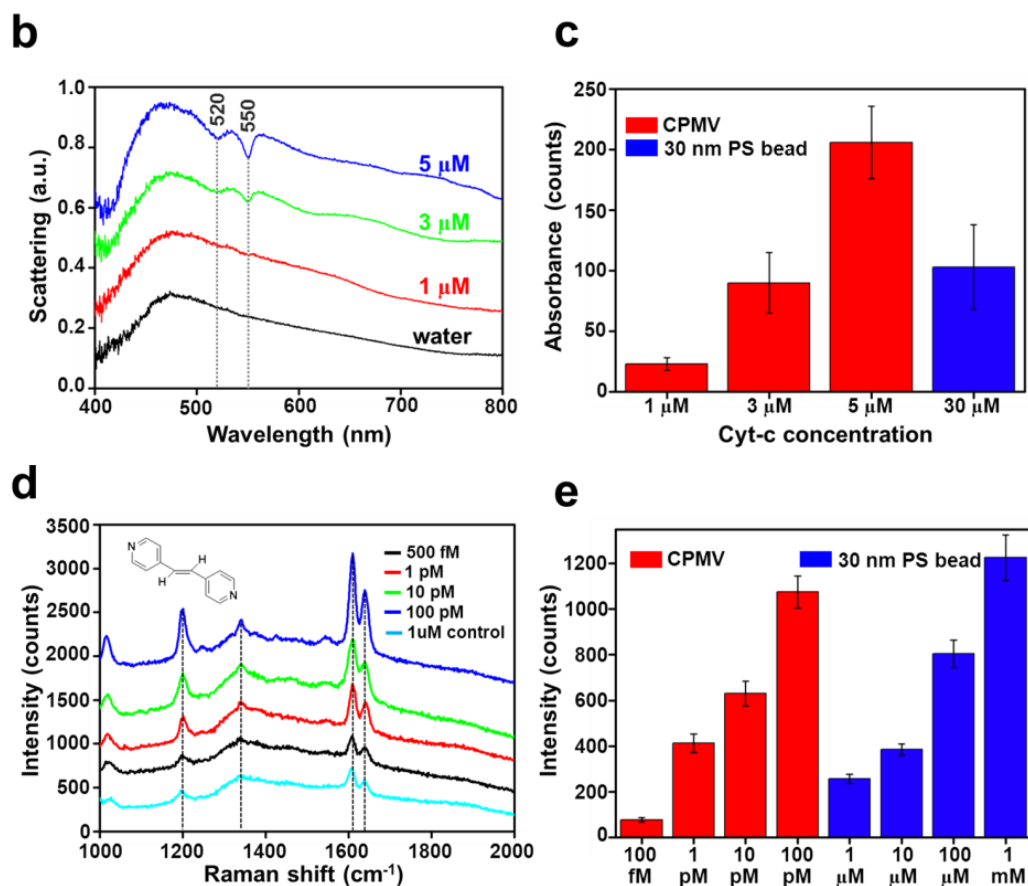 b
Scattering (a.u.)
1.0
0.8
0.6
0.4
0.2
0.0
520
550
5 μM
3 μM
1 μM
water
400 500 600 700 800
Wavelength (nm)
c
Absorbance (counts)
250
200
150
100
50
0
CPMV
30 nm PS bead
1 μM 3 μM 5 μM 30 μM
Cyt-c concentration
d
Intensity (counts)
3500
3000
2500
2000
1500
1000
500
0
N
H
H
N
500 fM
1 pM
10 pM
100 pM
1uM control
1000 1200 1400 1600 1800 2000
Raman shift (cm⁻¹)
e
Intensity (counts)
1200
1000
800
600
400
200
0
CPMV
30 nm PS bead
100 1 10 100 1 10 100 1
fM pM pM pM μM μM μM mM